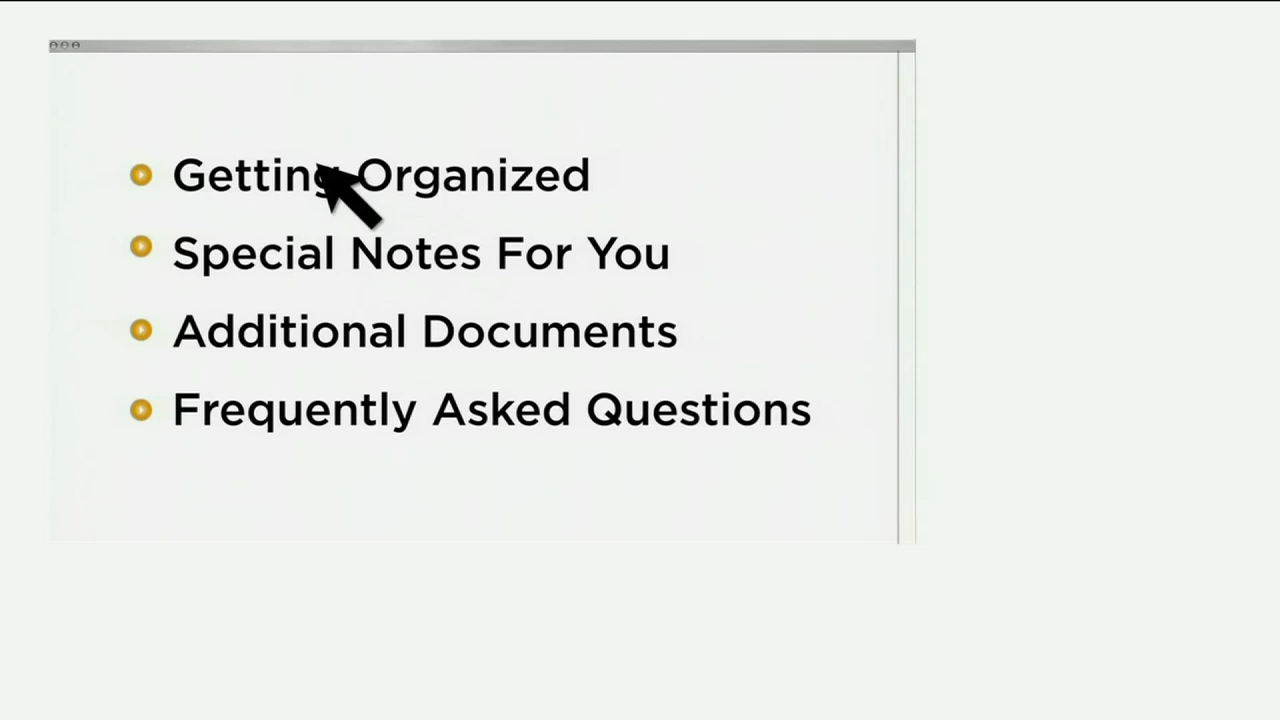 Getting Organized
Special Notes For You
Additional Documents
Frequently Asked Questions